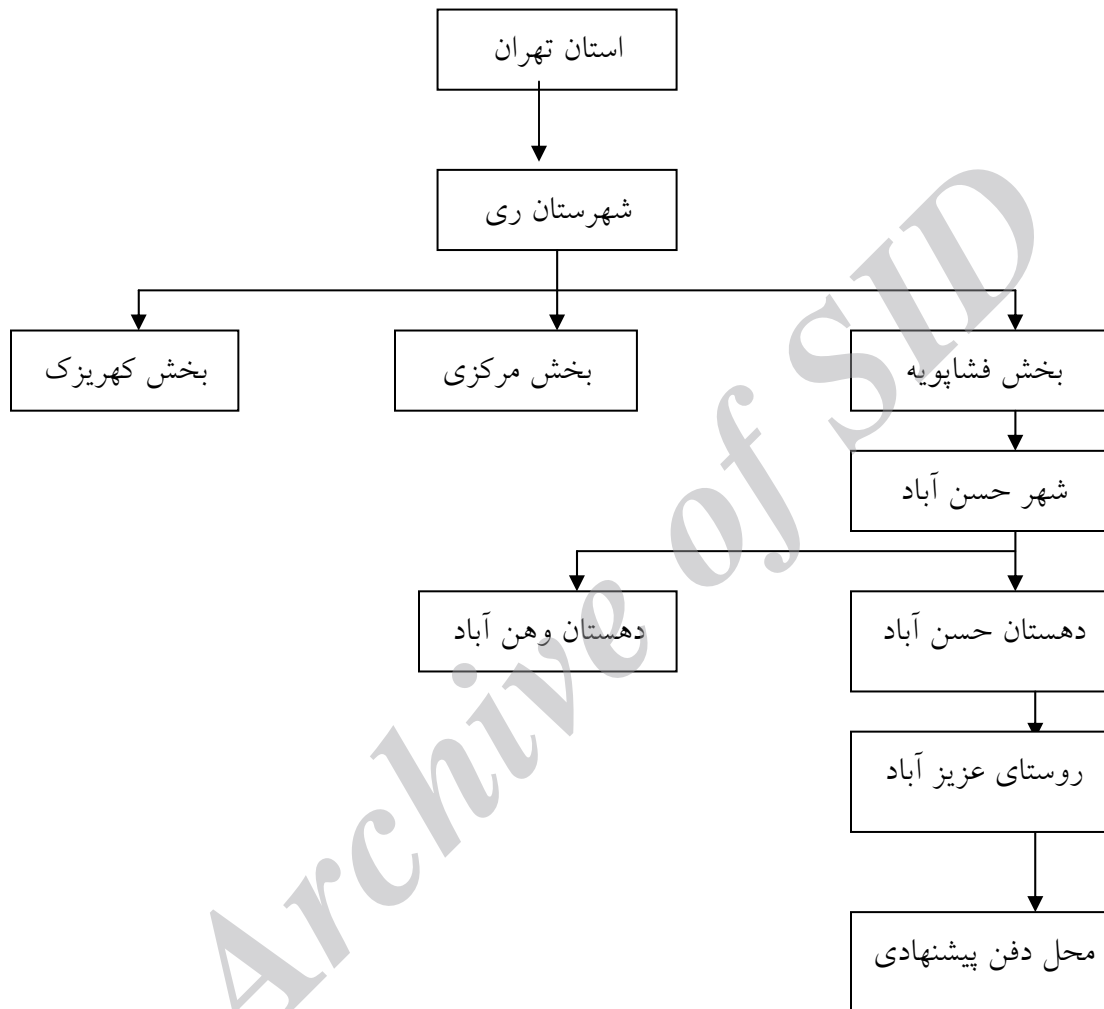 استان تهران
شهرستان ری
بخش فشاپویه
بخش مرکزی
بخش کهریزک
شهر حسن آباد
دهستان حسن آباد
دهستان وهن آباد
روستای عزیز آباد
محل دفن پیشنهادی
Archive of SID